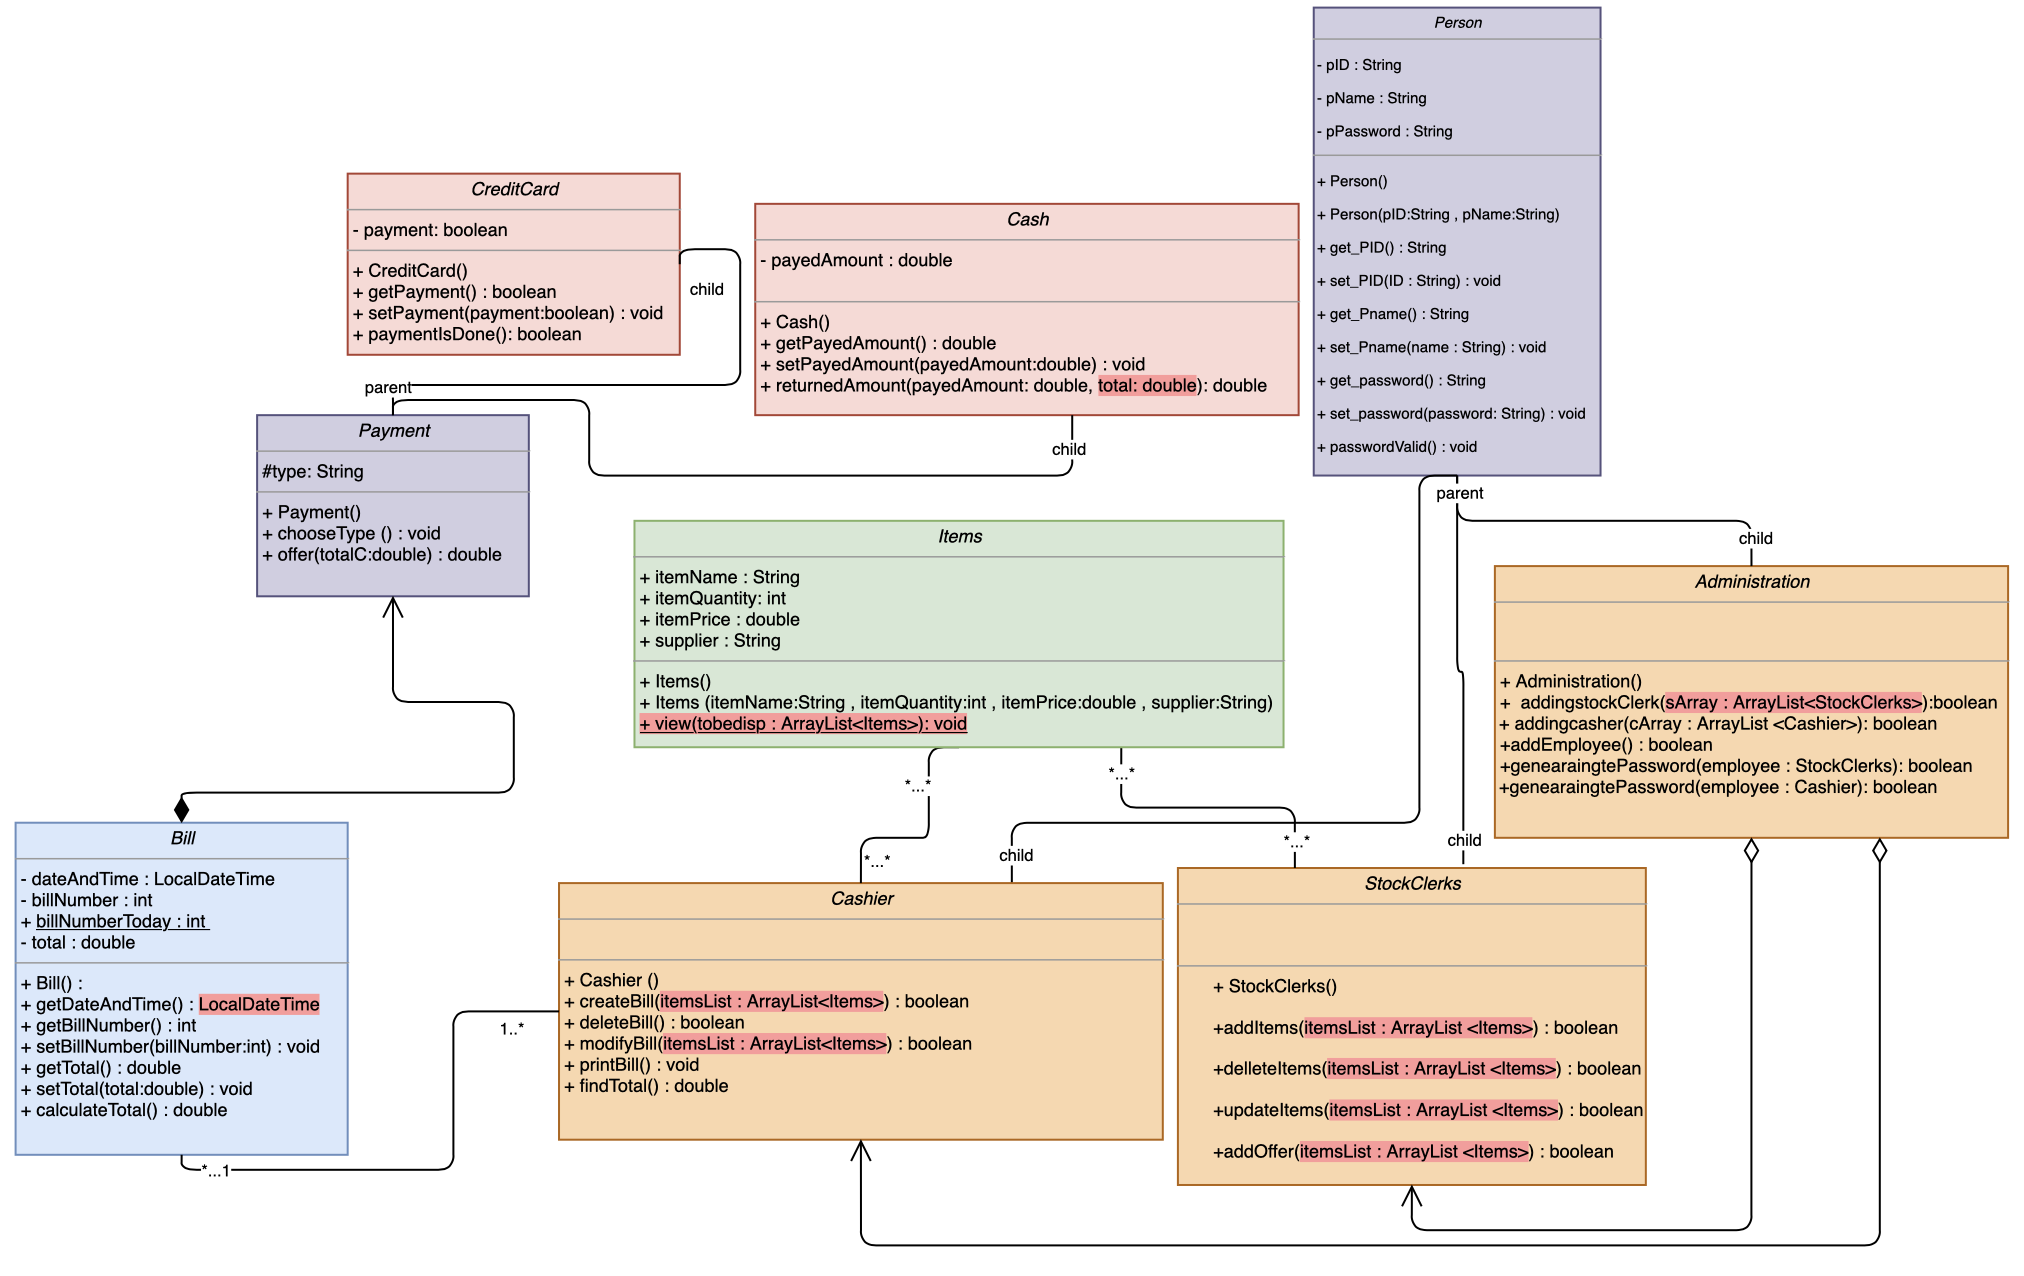 Person
- pID : String
- pName : String
- pPassword : String
+ Person()
+ Person(pID:String , pName:String)
+ get_PID() : String
+ set_PID(ID : String) : void
+ get_Pname() : String
+ set_Pname(name : String) : void
+ get_password() : String
+ set_password(password: String) : void
+ passwordValid() : void
parent
child
CreditCard
- payment: boolean
+ CreditCard()
+ getPayment() : boolean
+ setPayment(payment:boolean) : void
+ paymentIsDone(): boolean
child
Cash
- payedAmount : double
+ Cash()
+ getPayedAmount() : double
+ setPayedAmount(payedAmount:double) : void
+ returnedAmount(payedAmount: double, total: double): double
child
parent
Payment
#type: String
+ Payment()
+ chooseType () : void
+ offer(totalC:double) : double
Items
+ itemName : String
+ itemQuantity: int
+ itemPrice : double
+ supplier : String
+ Items()
+ Items (itemName:String , itemQuantity:int , itemPrice:double , supplier:String)
+ view(tobedisp : ArrayList<Items>): void
*...*
*...*
*...*
*...*
child
child
Administration
+ Administration()
+ addingstockClerk(sArray : ArrayList<StockClerks>):boolean
+ addingcasher(cArray : ArrayList <Cashier>): boolean
+addEmployee() : boolean
+genearaingtePassword(employee : StockClerks): boolean
+genearaingtePassword(employee : Cashier): boolean
Bill
- dateAndTime : LocalDateTime
- billNumber : int
+ billNumberToday : int
- total : double
+ Bill() :
+ getDateAndTime() : LocalDateTime
+ getBillNumber() : int
+ setBillNumber(billNumber:int) : void
+ getTotal() : double
+ setTotal(total:double) : void
+ calculateTotal() : double
*...1
1..*
Cashier
+ Cashier ()
+ createBill(itemsList : ArrayList<Items>) : boolean
+ deleteBill() : boolean
+ modifyBill(itemsList : ArrayList<Items>) : boolean
+ printBill() : void
+ findTotal() : double
StockClerks
+ StockClerks()
+addItems(itemsList : ArrayList <Items>) : boolean
+delleteItems(itemsList : ArrayList <Items>) : boolean
+updateItems(itemsList : ArrayList <Items>) : boolean
+addOffer(itemsList : ArrayList <Items>) : boolean